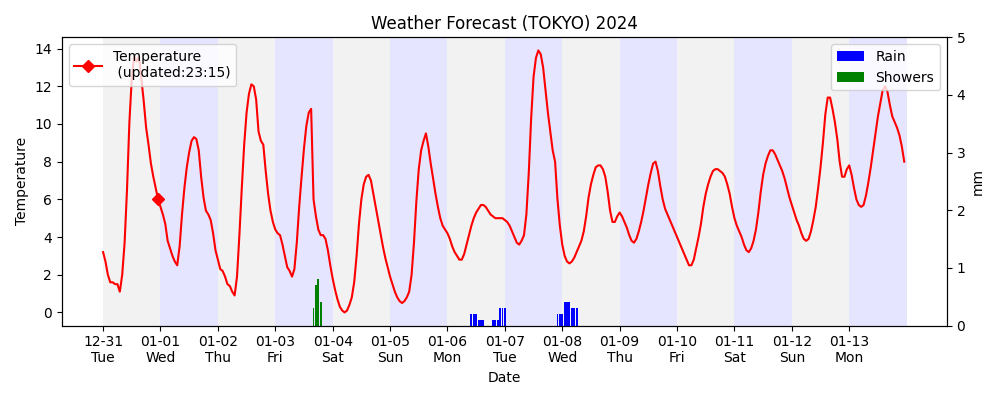 Weather Forecast (TOKYO) 2024
Temperature
(updated:23:15)
Rain
Showers
14
12
10
8
6
4
2
0
Temperature
5
4
3
2
1
0
mm
12-31 01-01 01-02 01-03 01-04 01-05 01-06 01-07 01-08 01-09 01-10 01-11 01-12 01-13
Tue Wed Thu Fri Sat Sun Mon Tue Wed Thu Fri Sat Sun Mon
Date